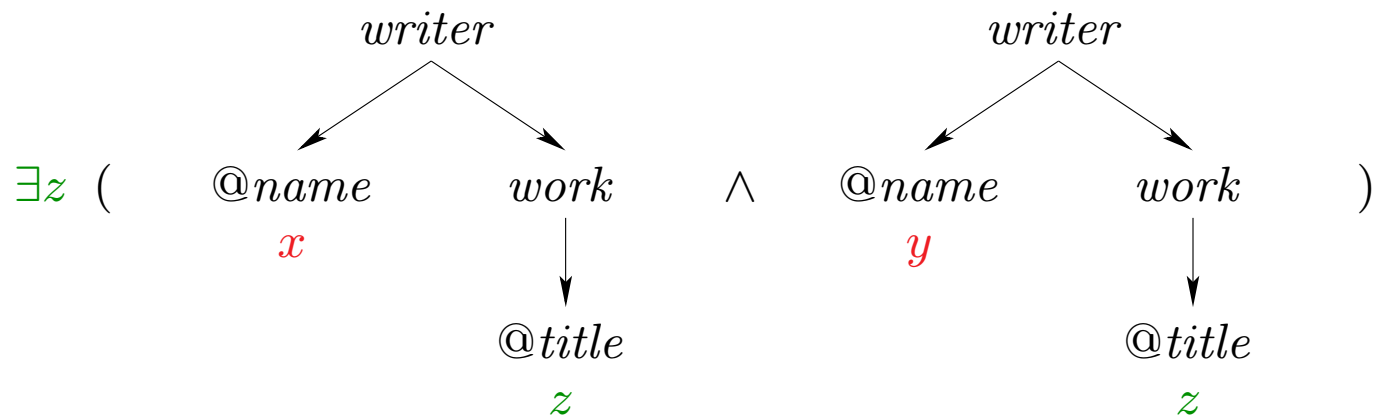 writer writer
∃z ( @name work ∧ @name work )
x y
@title @title
z z